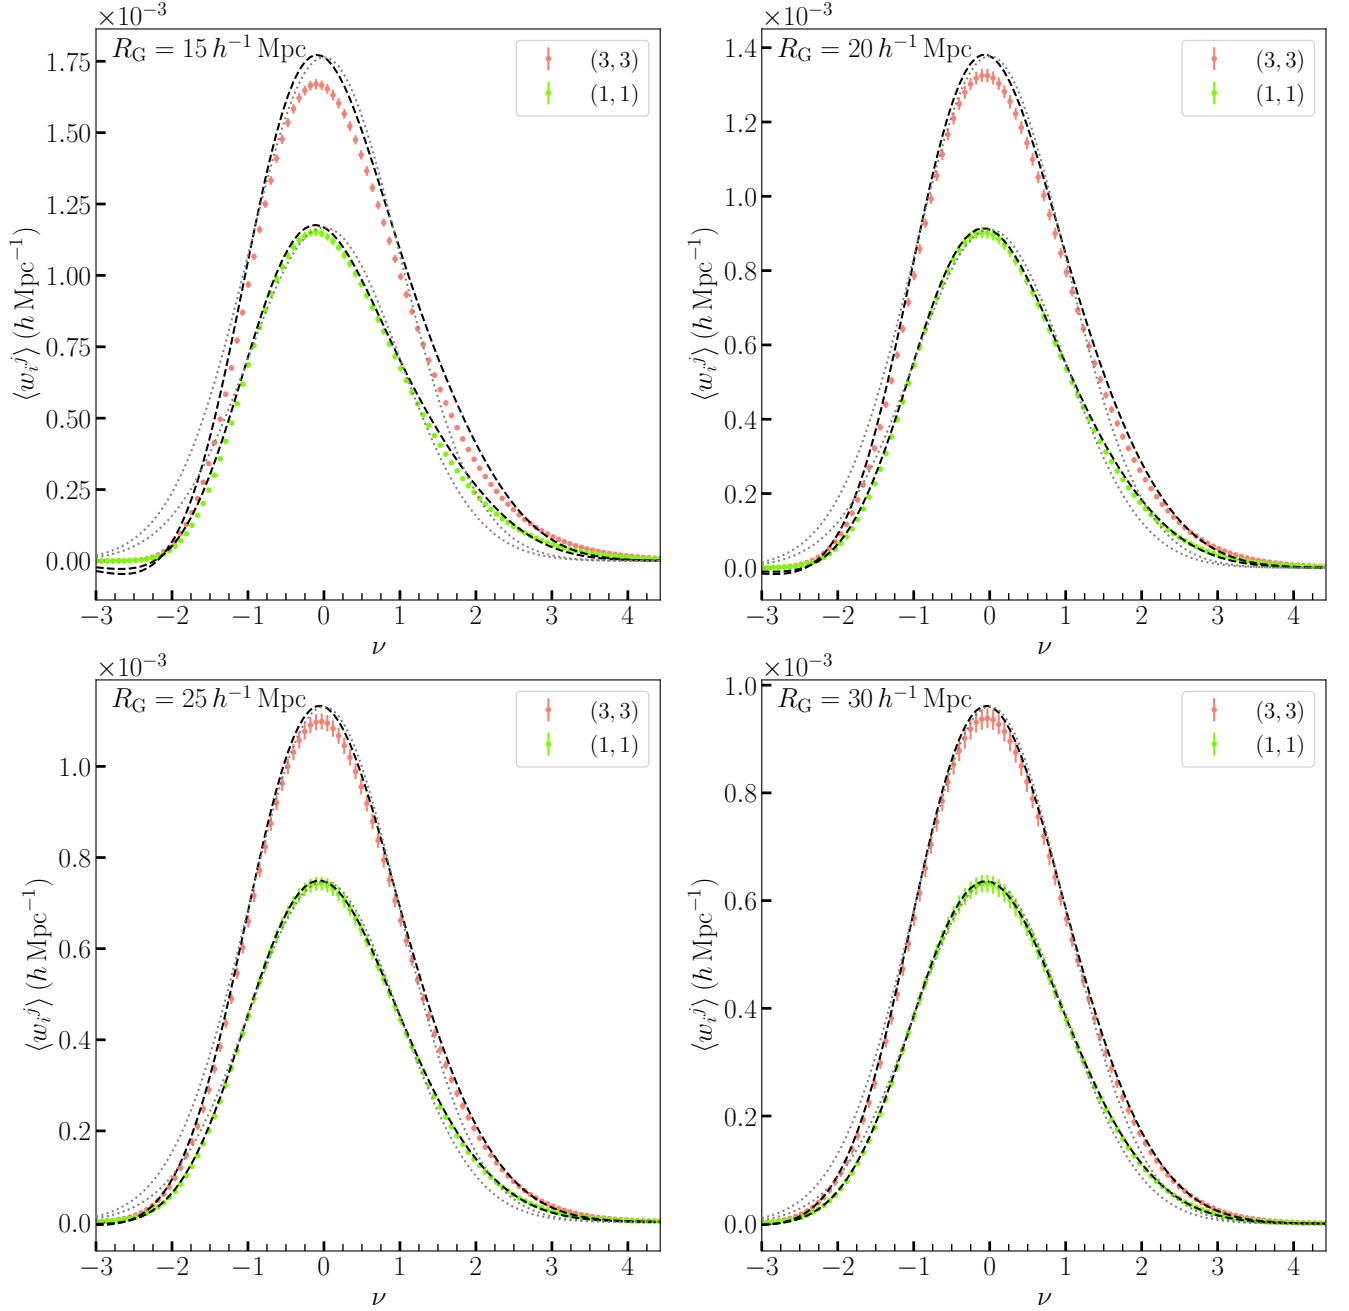 ×10⁻³
R_G = 15 h⁻¹ Mpc
(3, 3)
(1, 1)
1.75
1.50
1.25
1.00
0.75
0.50
0.25
0.00
⟨w_i^j⟩ (h Mpc⁻¹)
−3 −2 −1 0 1 2 3 4
ν
×10⁻³
R_G = 20 h⁻¹ Mpc
(3, 3)
(1, 1)
1.4
1.2
1.0
0.8
0.6
0.4
0.2
0.0
⟨w_i^j⟩ (h Mpc⁻¹)
−3 −2 −1 0 1 2 3 4
ν
×10⁻³
R_G = 25 h⁻¹ Mpc
(3, 3)
(1, 1)
1.0
0.8
0.6
0.4
0.2
0.0
⟨w_i^j⟩ (h Mpc⁻¹)
−3 −2 −1 0 1 2 3 4
ν
×10⁻³
R_G = 30 h⁻¹ Mpc
(3, 3)
(1, 1)
1.0
0.8
0.6
0.4
0.2
0.0
⟨w_i^j⟩ (h Mpc⁻¹)
−3 −2 −1 0 1 2 3 4
ν